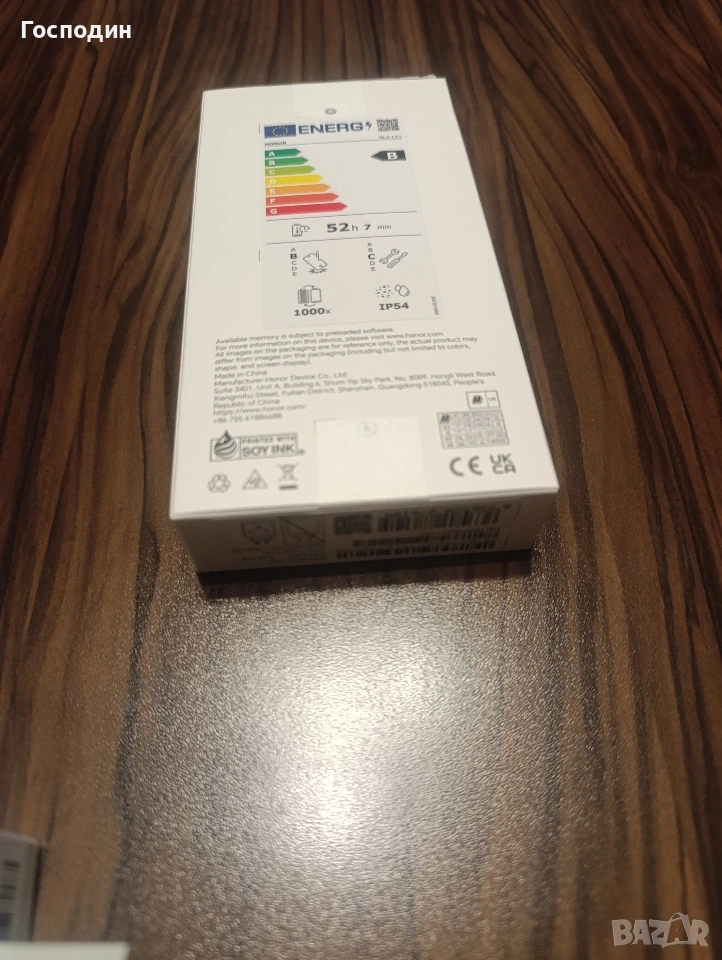 Господин
ENERG
HONOR
A
B
C
D
E
F
G
B
52h 7 min
A
B
C
D
E
A
B
C
D
E
1000x
IP54
Available memory is subject to preloaded software.
For more information on this device, please visit www.honor.com
All images on the packaging are for reference only, the actual product may
differ from images on the packaging (including but not limited to colors,
shape, and screen display).
Made in China
Manufacturer: Honor Device Co., Ltd.
Suite 3401, Unit A, Building 6, Shum Yip Sky Park, No. 8089, Hongli West Road,
Xiangmihu Street, Futian District, Shenzhen, Guangdong 518040, People's
Republic of China
https://www.honor.com/
+86 755 61886688
PRINTED WITH
SOY INK
CE
UK
CA
BAZAR